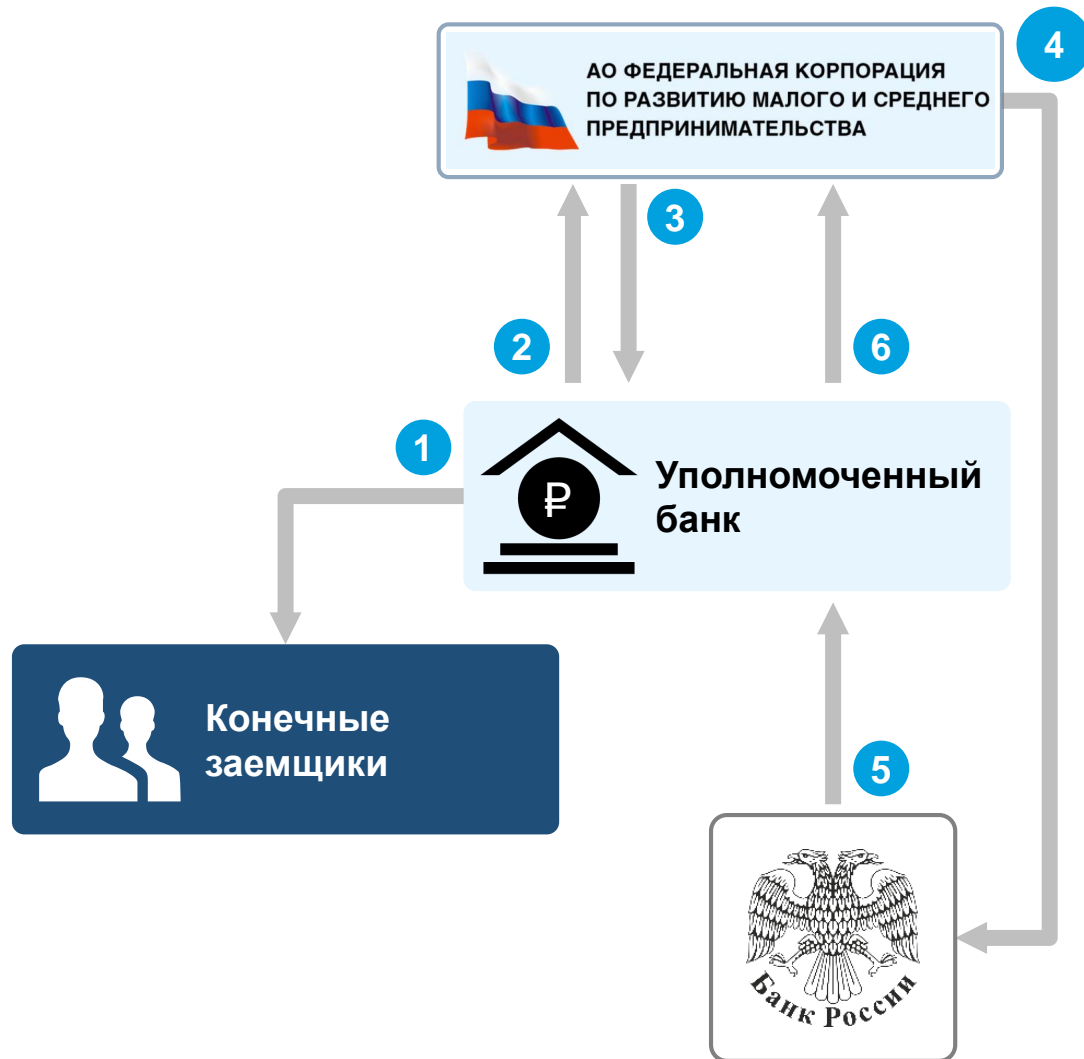 4
АО ФЕДЕРАЛЬНАЯ КОРПОРАЦИЯ
ПО РАЗВИТИЮ МАЛОГО И СРЕДНЕГО
ПРЕДПРИНИМАТЕЛЬСТВА
3
2
6
1
₽
Уполномоченный
банк
Конечные
заемщики
5
Банк России